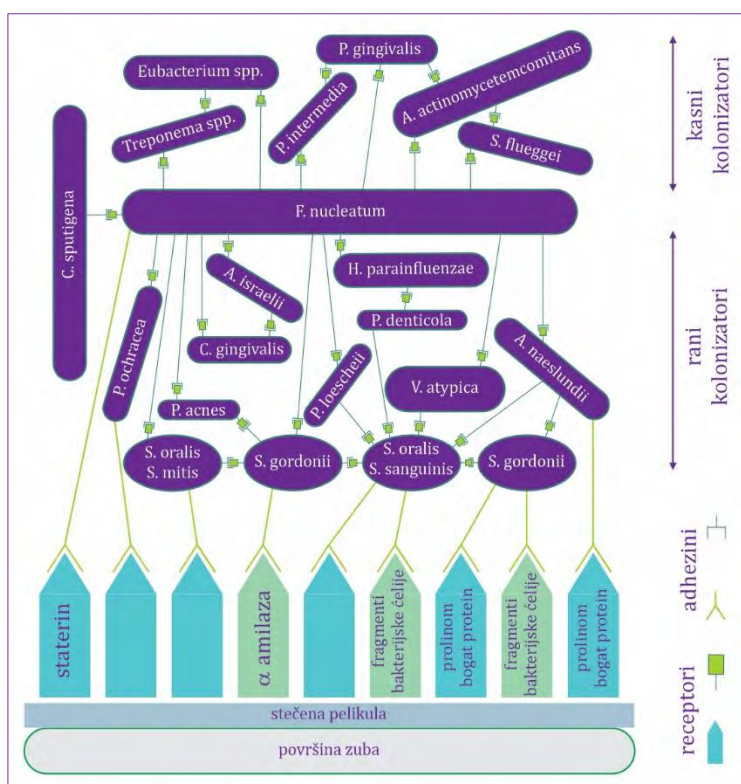 P. gingivalis
Eubacterium spp.
A. actinomycetemcomitans
P. intermedia
Treponema spp.
S. flueggei
kasni
kolonizatori
C. sputigena
F. nucleatum
A. israelii
H. parainfluenzae
P. ochracea
P. denticola
C. gingivalis
A. naeslundii
P. loescheii
V. atypica
P. acnes
rani
kolonizatori
S. oralis
S. mitis
S. gordonii
S. oralis
S. sanguinis
S. gordonii
staterin
α amilaza
fragmenti
bakterijske ćelije
prolinom
bogat protein
fragmenti
bakterijske ćelije
prolinom
bogat protein
adhezini
receptori
stečena pelikula
površina zuba